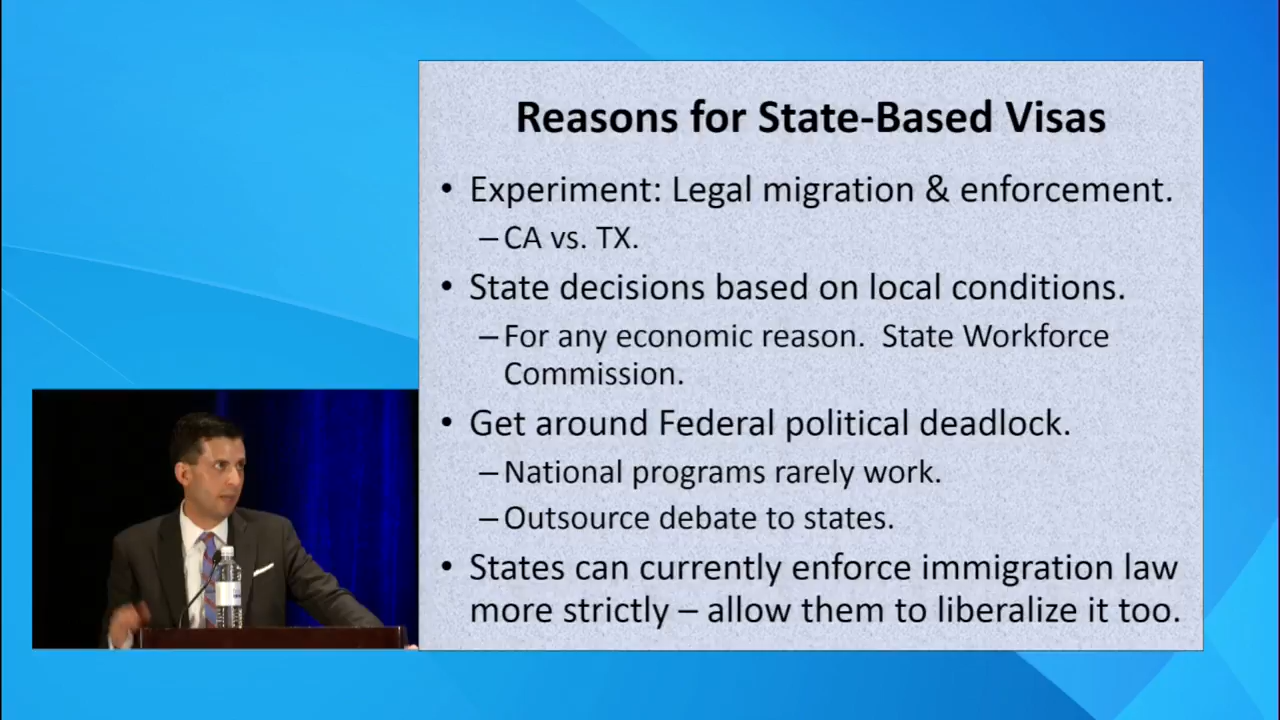 Reasons for State-Based Visas
• Experiment: Legal migration & enforcement.
– CA vs. TX.
• State decisions based on local conditions.
– For any economic reason.  State Workforce
Commission.
• Get around Federal political deadlock.
– National programs rarely work.
– Outsource debate to states.
• States can currently enforce immigration law
more strictly – allow them to liberalize it too.